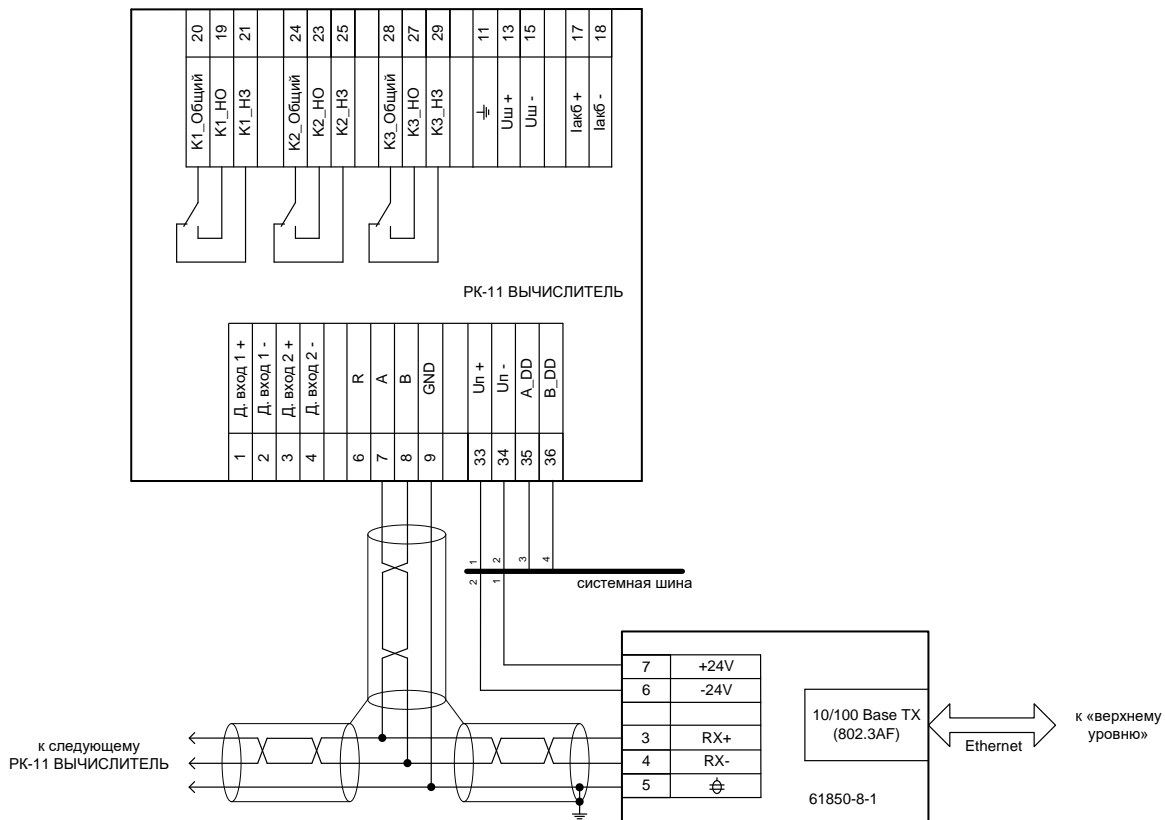 20 19 21 24 23 25 28 27 29 11 13 15 17 18
К1_Общий
К1_НО
К1_НЗ
К2_Общий
К2_НО
К2_НЗ
К3_Общий
К3_НО
К3_НЗ
Uш +
Uш -
Iакб +
Iакб -
РК-11 ВЫЧИСЛИТЕЛЬ
Д. вход 1 +
Д. вход 1 -
Д. вход 2 +
Д. вход 2 -
R
A
B
GND
Uп +
Uп -
A_DD
B_DD
1 2 3 4 6 7 8 9 33 34 35 36
1 2 3 4
2 1
системная шина
7 +24V
6 -24V
3 RX+
4 RX-
5
10/100 Base TX
(802.3AF)
61850-8-1
Ethernet
к «верхнему
уровню»
к следующему
РК-11 ВЫЧИСЛИТЕЛЬ